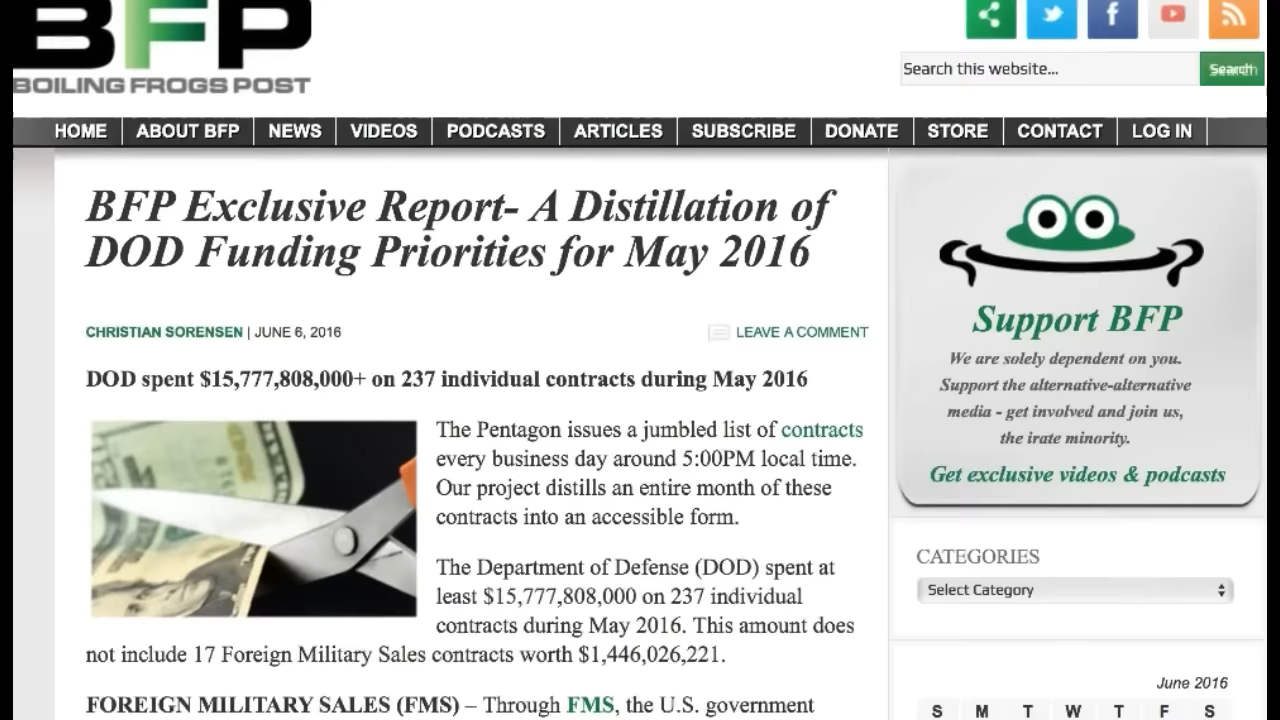 BFP
BOILING FROGS POST
Search this website...
Search
HOME
ABOUT BFP
NEWS
VIDEOS
PODCASTS
ARTICLES
SUBSCRIBE
DONATE
STORE
CONTACT
LOG IN
BFP Exclusive Report- A Distillation of
DOD Funding Priorities for May 2016
CHRISTIAN SORENSEN | JUNE 6, 2016
LEAVE A COMMENT
DOD spent $15,777,808,000+ on 237 individual contracts during May 2016
The Pentagon issues a jumbled list of contracts
every business day around 5:00PM local time.
Our project distills an entire month of these
contracts into an accessible form.
The Department of Defense (DOD) spent at
least $15,777,808,000 on 237 individual
contracts during May 2016. This amount does
not include 17 Foreign Military Sales contracts worth $1,446,026,221.
FOREIGN MILITARY SALES (FMS) – Through FMS, the U.S. government
Support BFP
We are solely dependent on you.
Support the alternative-alternative
media - get involved and join us,
the irate minority.
Get exclusive videos & podcasts
CATEGORIES
Select Category
June 2016
S M T W T F S